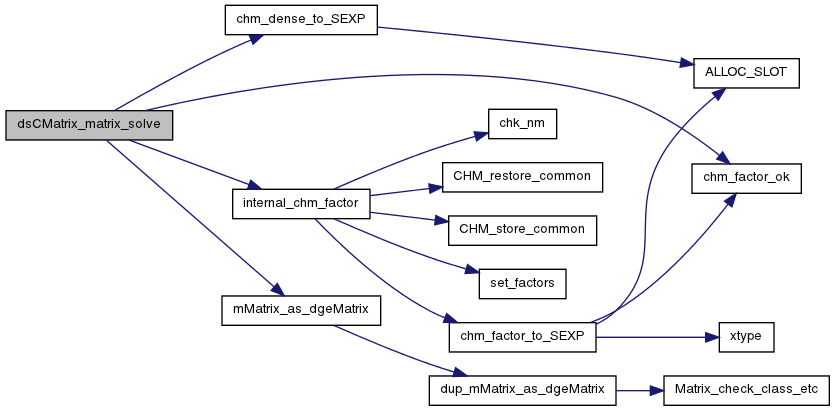 chm_dense_to_SEXP
ALLOC_SLOT
dsCMatrix_matrix_solve
chk_nm
chm_factor_ok
CHM_restore_common
internal_chm_factor
CHM_store_common
set_factors
mMatrix_as_dgeMatrix
chm_factor_to_SEXP
xtype
dup_mMatrix_as_dgeMatrix
Matrix_check_class_etc